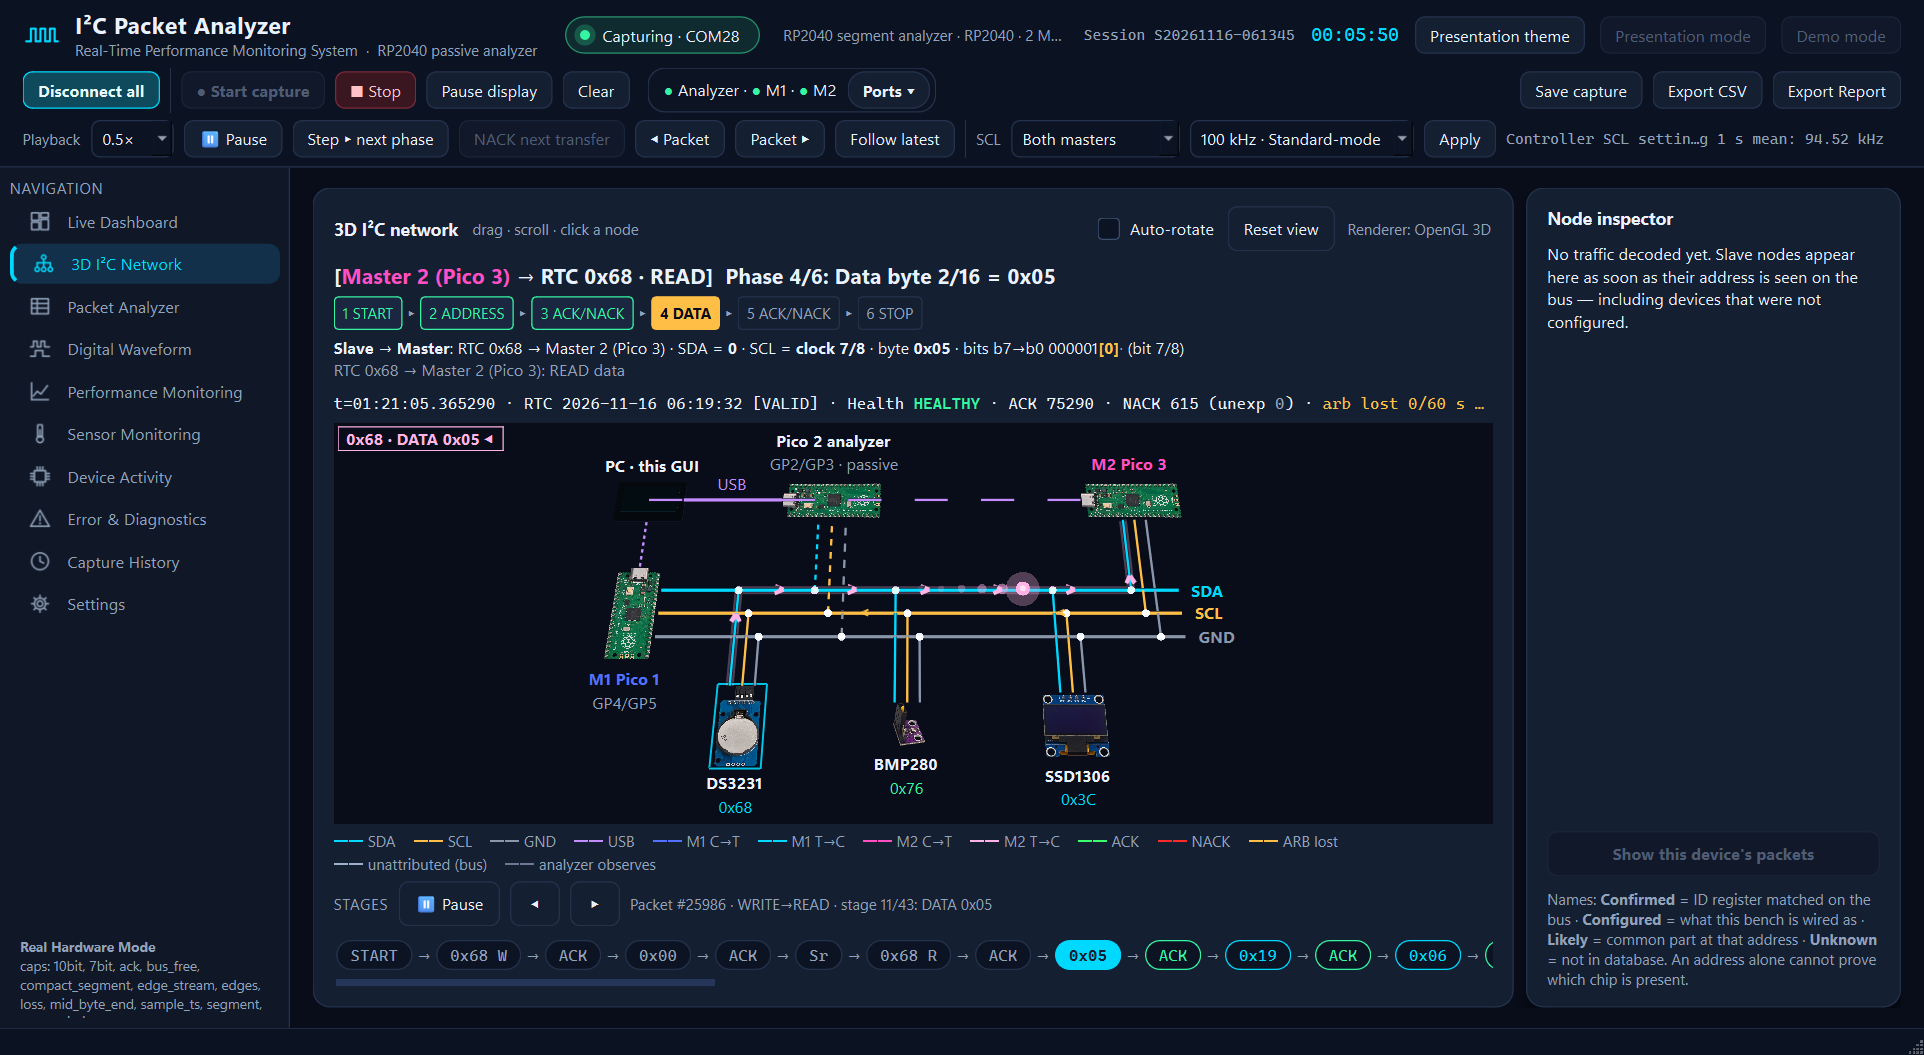 I²C Packet Analyzer
Real-Time Performance Monitoring System · RP2040 passive analyzer
Capturing · COM28
RP2040 segment analyzer · RP2040 · 2 M...
Session S20261116-061345
00:05:50
Presentation theme
Presentation mode
Demo mode
Disconnect all
● Start capture
Stop
Pause display
Clear
● Analyzer · ● M1 · ● M2
Ports ▾
Save capture
Export CSV
Export Report
Playback
0.5×
Pause
Step ▸ next phase
NACK next transfer
◂ Packet
Packet ▸
Follow latest
SCL
Both masters
100 kHz · Standard-mode
Apply
Controller SCL settin…g 1 s mean: 94.52 kHz
NAVIGATION
Live Dashboard
3D I²C Network
Packet Analyzer
Digital Waveform
Performance Monitoring
Sensor Monitoring
Device Activity
Error & Diagnostics
Capture History
Settings
Real Hardware Mode
caps: 10bit, 7bit, ack, bus_free,
compact_segment, edge_stream, edges,
loss, mid_byte_end, sample_ts, segment,
3D I²C network
drag · scroll · click a node
Auto-rotate
Reset view
Renderer: OpenGL 3D
[Master 2 (Pico 3) → RTC 0x68 · READ] Phase 4/6: Data byte 2/16 = 0x05
1 START ▸ 2 ADDRESS ▸ 3 ACK/NACK ▸ 4 DATA ▸ 5 ACK/NACK ▸ 6 STOP
Slave → Master: RTC 0x68 → Master 2 (Pico 3) · SDA = 0 · SCL = clock 7/8 · byte 0x05 · bits b7→b0 000001[0]· (bit 7/8)
RTC 0x68 → Master 2 (Pico 3): READ data
t=01:21:05.365290 · RTC 2026-11-16 06:19:32 [VALID] · Health HEALTHY · ACK 75290 · NACK 615 (unexp 0) · arb lost 0/60 s …
0x68 · DATA 0x05 ◂
Pico 2 analyzer
GP2/GP3 · passive
PC · this GUI
USB
M2 Pico 3
SDA
SCL
GND
M1 Pico 1
GP4/GP5
DS3231
0x68
BMP280
0x76
SSD1306
0x3C
SDA
SCL
GND
USB
M1 C→T
M1 T→C
M2 C→T
M2 T→C
ACK
NACK
ARB lost
unattributed (bus)
analyzer observes
STAGES
Pause
◂
▸
Packet #25986 · WRITE→READ · stage 11/43: DATA 0x05
START → 0x68 W → ACK → 0x00 → ACK → Sr → 0x68 R → ACK → 0x05 → ACK → 0x19 → ACK → 0x06 →
Node inspector
No traffic decoded yet. Slave nodes appear
here as soon as their address is seen on the
bus — including devices that were not
configured.
Show this device's packets
Names: Confirmed = ID register matched on the
bus · Configured = what this bench is wired as ·
Likely = common part at that address · Unknown
= not in database. An address alone cannot prove
which chip is present.